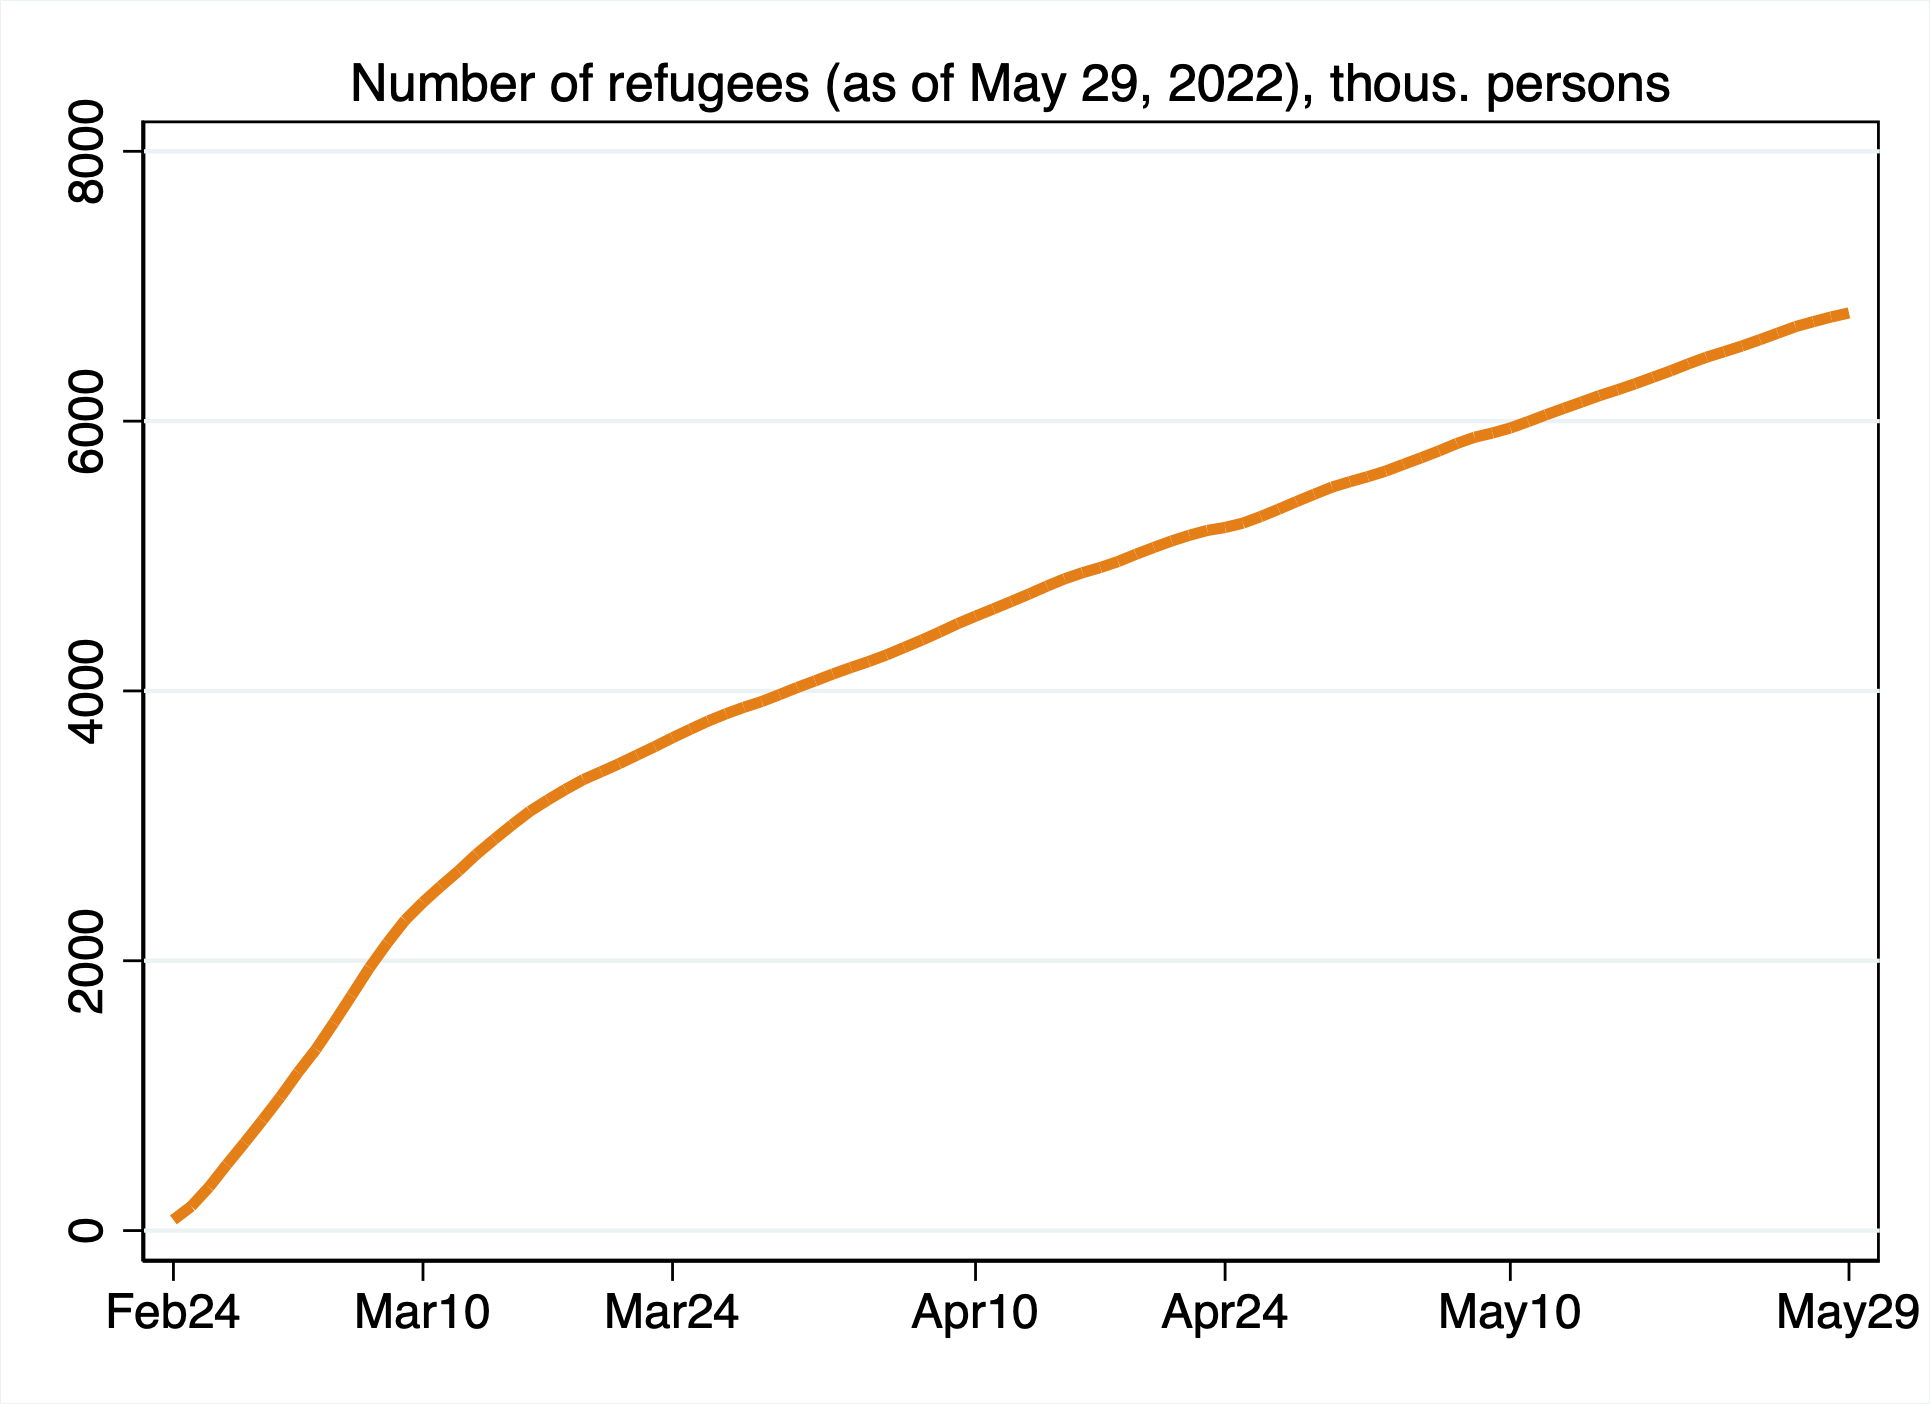 Number of refugees (as of May 29, 2022), thous. persons
8000
6000
4000
2000
0
Feb24 Mar10 Mar24 Apr10 Apr24 May10 May29